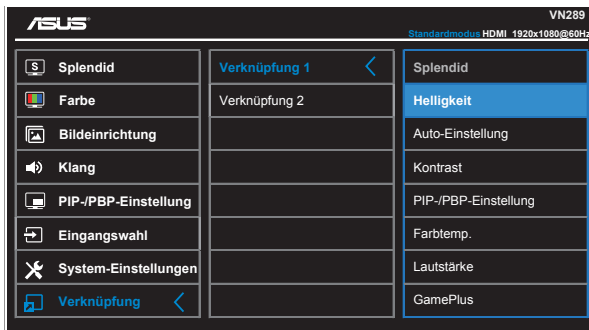 ASUS
VN289
Standardmodus HDMI 1920x1080@60Hz
S Splendid
Farbe
Bildeinrichtung
Klang
PIP-/PBP-Einstellung
Eingangswahl
System-Einstellungen
Verknüpfung
Verknüpfung 1
Verknüpfung 2
Splendid
Helligkeit
Auto-Einstellung
Kontrast
PIP-/PBP-Einstellung
Farbtemp.
Lautstärke
GamePlus